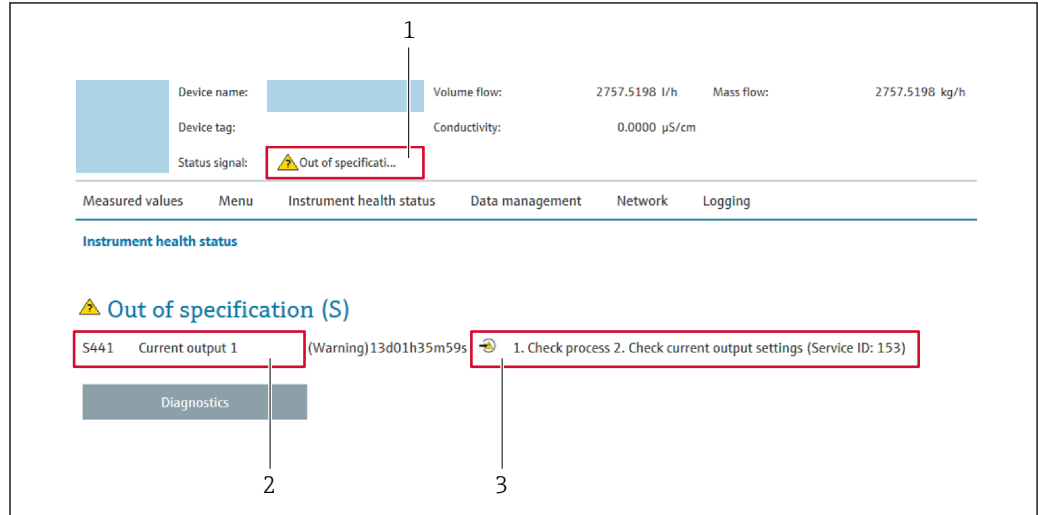 1
Device name: Volume flow: 2757.5198 l/h Mass flow: 2757.5198 kg/h
Device tag: Conductivity: 0.0000 µS/cm
Status signal: Out of specificati...
Measured values Menu Instrument health status Data management Network Logging
Instrument health status
Out of specification (S)
S441 Current output 1 (Warning)13d01h35m59s 1. Check process 2. Check current output settings (Service ID: 153)
Diagnostics
2 3